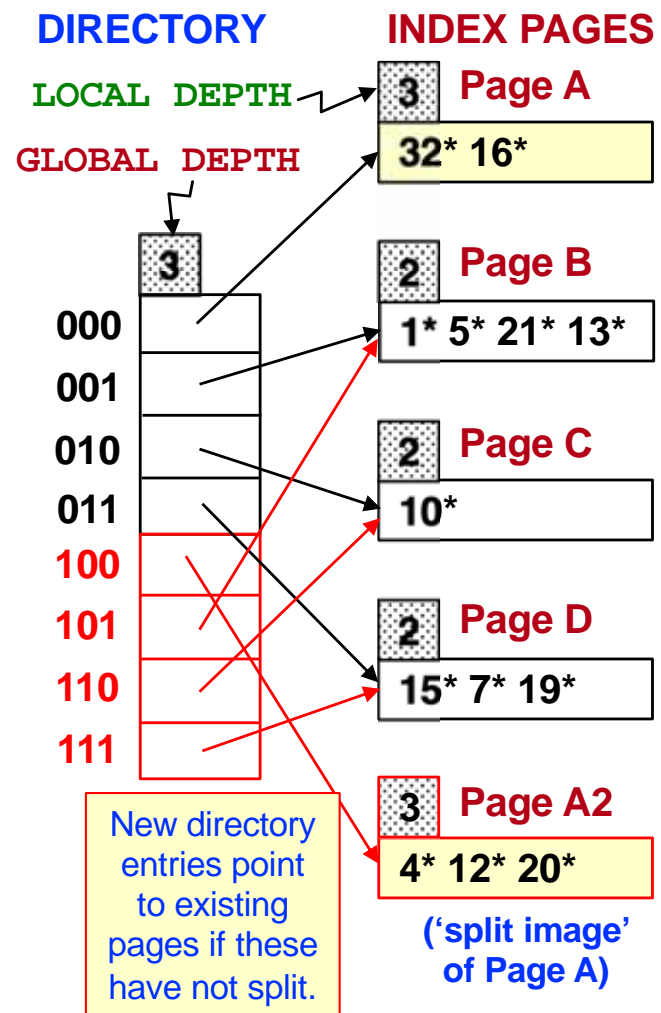 DIRECTORY
INDEX PAGES
LOCAL DEPTH
3
Page A
32* 16*
GLOBAL DEPTH
3
2
Page B
1* 5* 21* 13*
000
001
010
011
100
101
110
111
2
Page C
10*
2
Page D
15* 7* 19*
3
Page A2
4* 12* 20*
New directory
entries point
to existing
pages if these
have not split.
(‘split image’
of Page A)